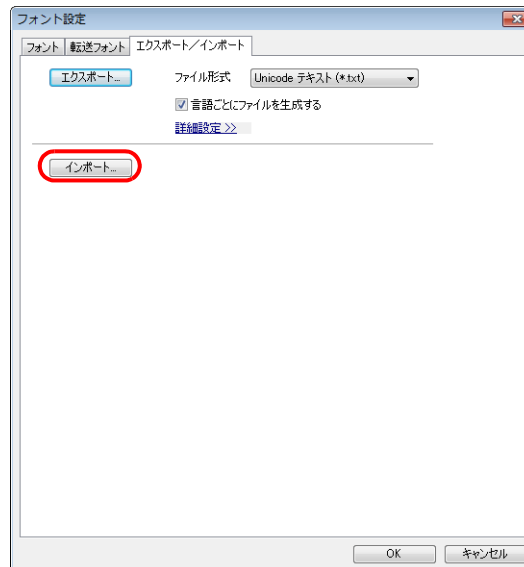 フォント設定
フォント 転送フォント エクスポート／インポート
エクスポート... ファイル形式 Unicode テキスト (*.txt)
言語ごとにファイルを生成する
詳細設定 >>
インポート...
OK キャンセル